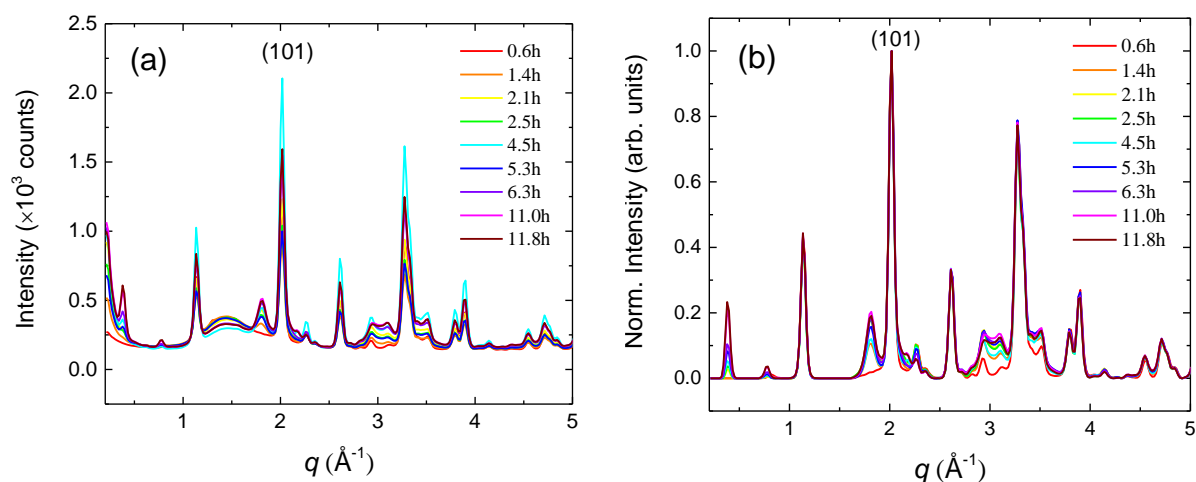 (a)
(101)
0.6h
1.4h
2.1h
2.5h
4.5h
5.3h
6.3h
11.0h
11.8h
Intensity (×10³ counts)
2.5
2.0
1.5
1.0
0.5
0.0
1 2 3 4 5
q (Å⁻¹)
(b)
(101)
0.6h
1.4h
2.1h
2.5h
4.5h
5.3h
6.3h
11.0h
11.8h
Norm. Intensity (arb. units)
1.0
0.8
0.6
0.4
0.2
0.0
1 2 3 4 5
q (Å⁻¹)